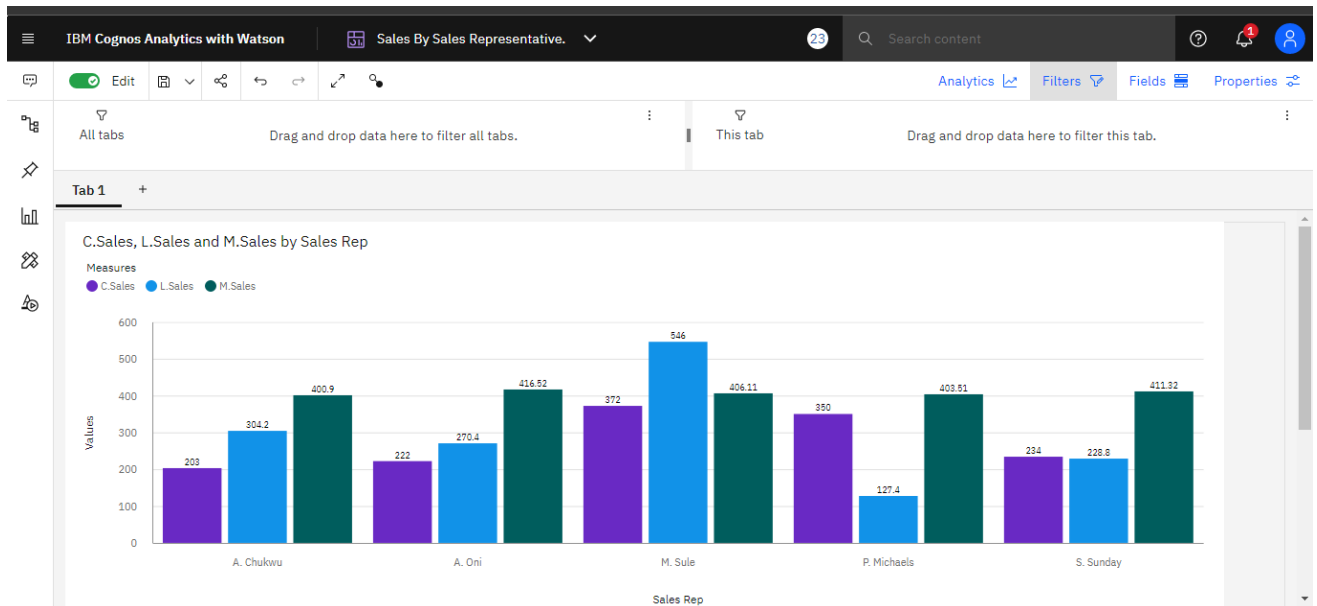 IBM Cognos Analytics with Watson
Sales By Sales Representative.
23
Search content
1
Edit
Analytics
Filters
Fields
Properties
All tabs
Drag and drop data here to filter all tabs.
This tab
Drag and drop data here to filter this tab.
Tab 1
+
C.Sales, L.Sales and M.Sales by Sales Rep
Measures
C.Sales L.Sales M.Sales
Values
600
500
400
300
200
100
0
203
304.2
400.9
222
270.4
416.52
372
546
406.11
350
127.4
403.51
234
228.8
411.32
A. Chukwu
A. Oni
M. Sule
P. Michaels
S. Sunday
Sales Rep